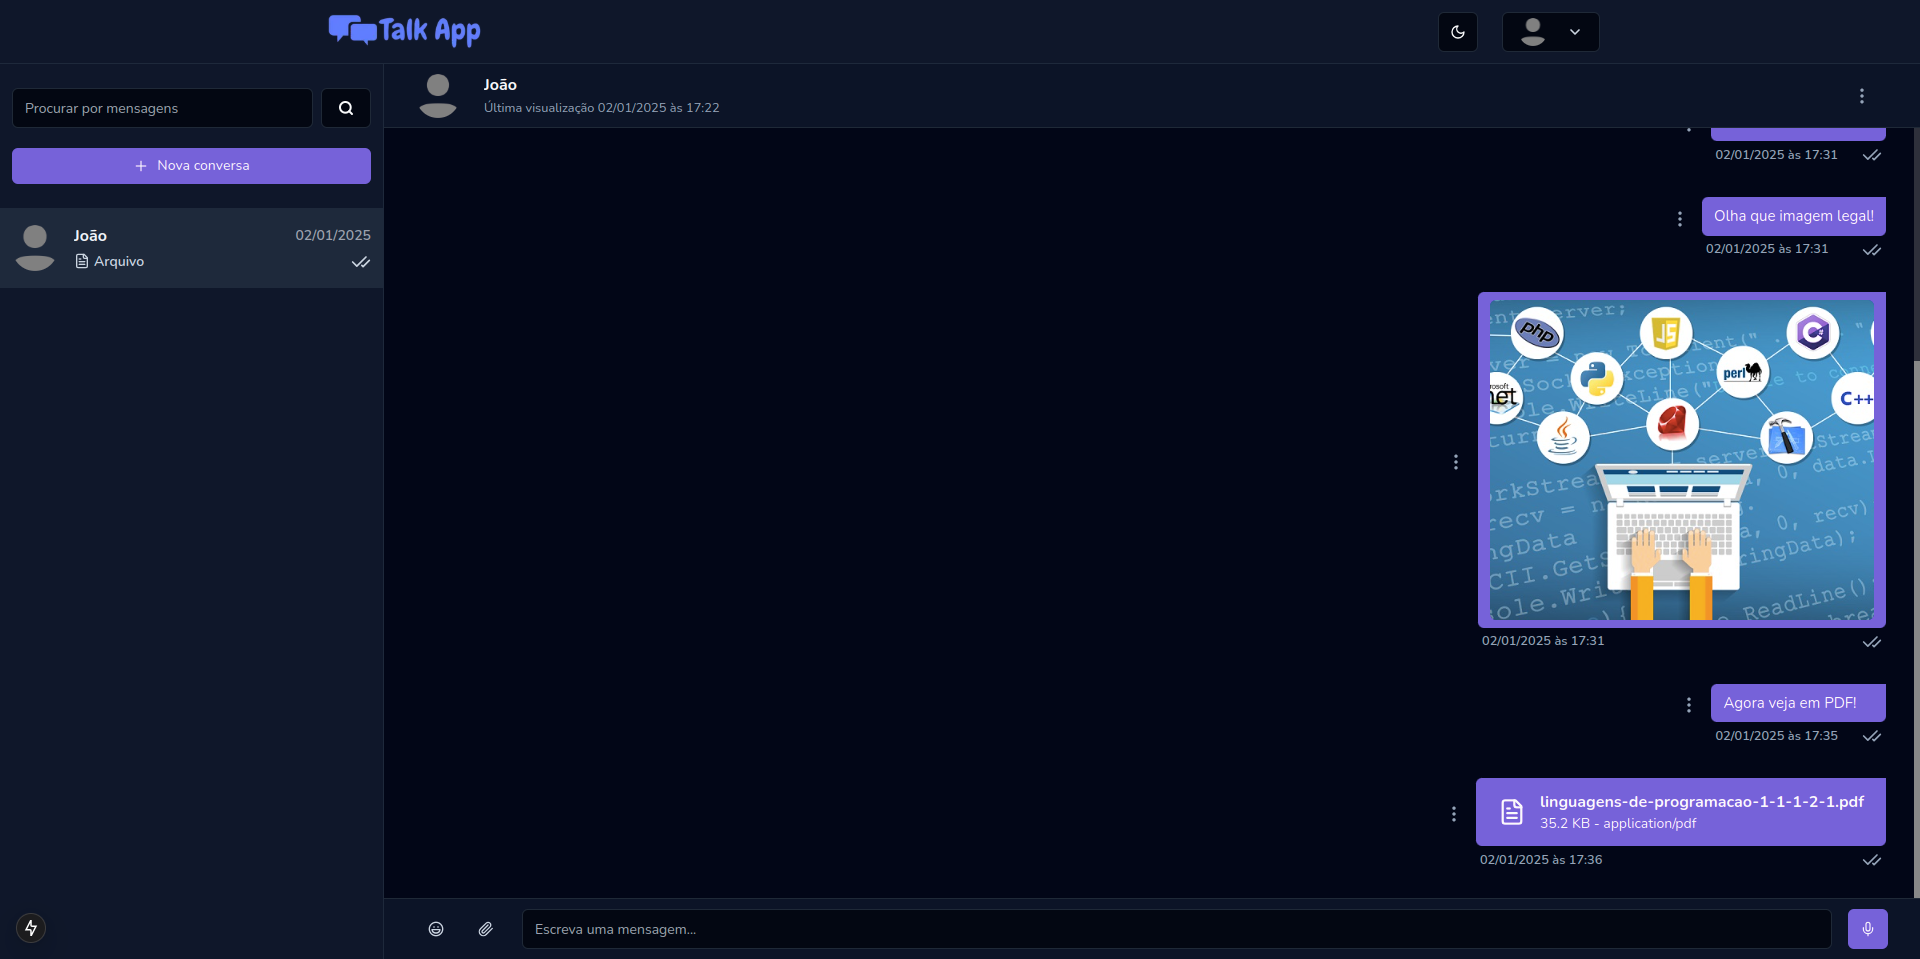 Talk App
Procurar por mensagens
Nova conversa
João
02/01/2025
Arquivo
João
Última visualização 02/01/2025 às 17:22
02/01/2025 às 17:31
Olha que imagem legal!
02/01/2025 às 17:31
php
JS
C#
perl
net
C++
02/01/2025 às 17:31
Agora veja em PDF!
02/01/2025 às 17:35
linguagens-de-programacao-1-1-1-2-1.pdf
35.2 KB - application/pdf
02/01/2025 às 17:36
Escreva uma mensagem...